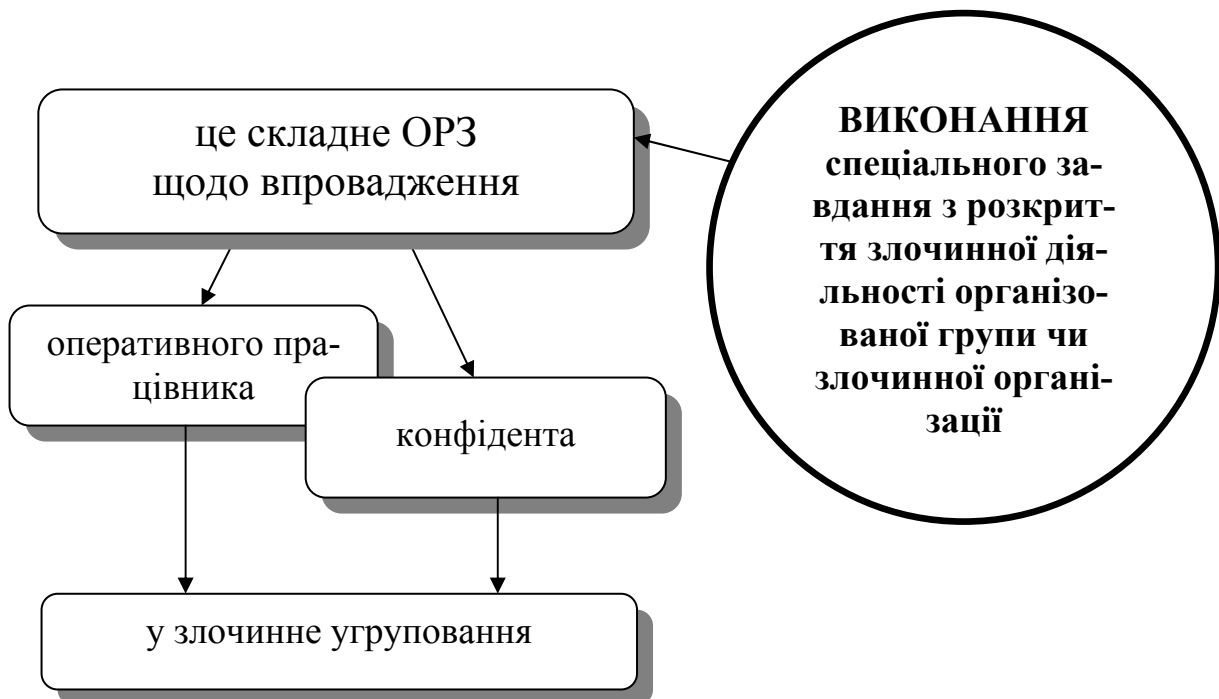 ВИКОНАННЯ
спеціального за-
вдання з розкрит-
тя злочинної дія-
льності організо-
ваної групи чи
злочинної органі-
зації
це складне ОРЗ
щодо впровадження
оперативного пра-
цівника
конфідента
у злочинне угруповання